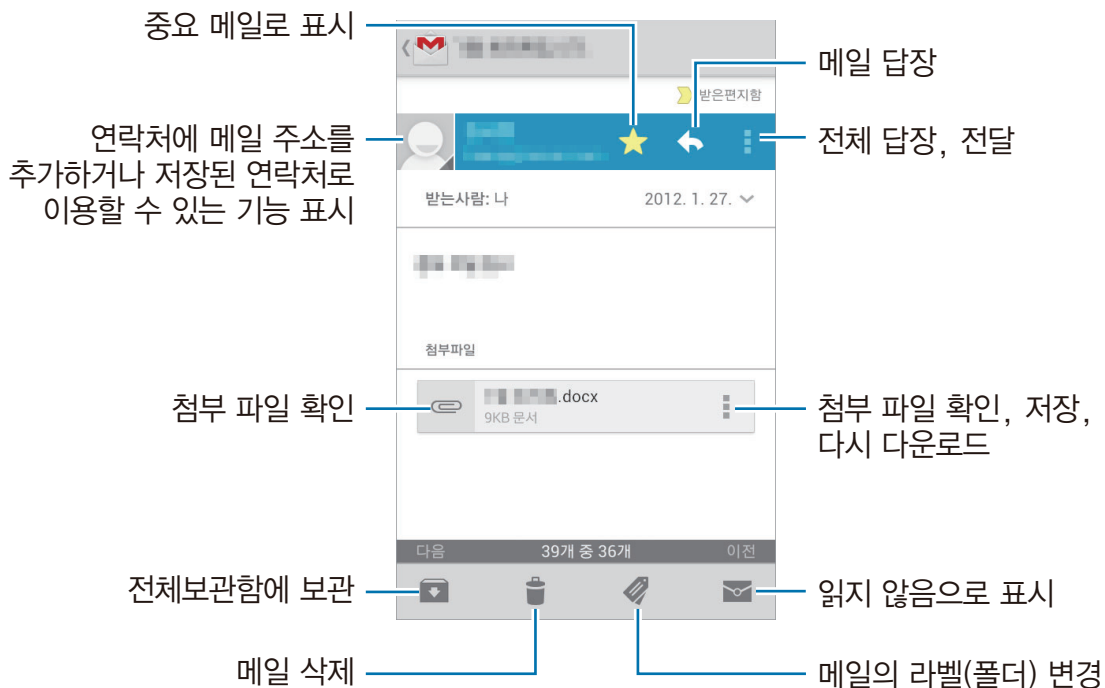 중요 메일로 표시
메일 답장
받은편지함
연락처에 메일 주소를
추가하거나 저장된 연락처로
이용할 수 있는 기능 표시
전체 답장, 전달
받는사람: 나
2012. 1. 27.
첨부파일
첨부 파일 확인
.docx
9KB 문서
첨부 파일 확인, 저장,
다시 다운로드
다음
39개 중 36개
이전
전체보관함에 보관
읽지 않음으로 표시
메일 삭제
메일의 라벨(폴더) 변경